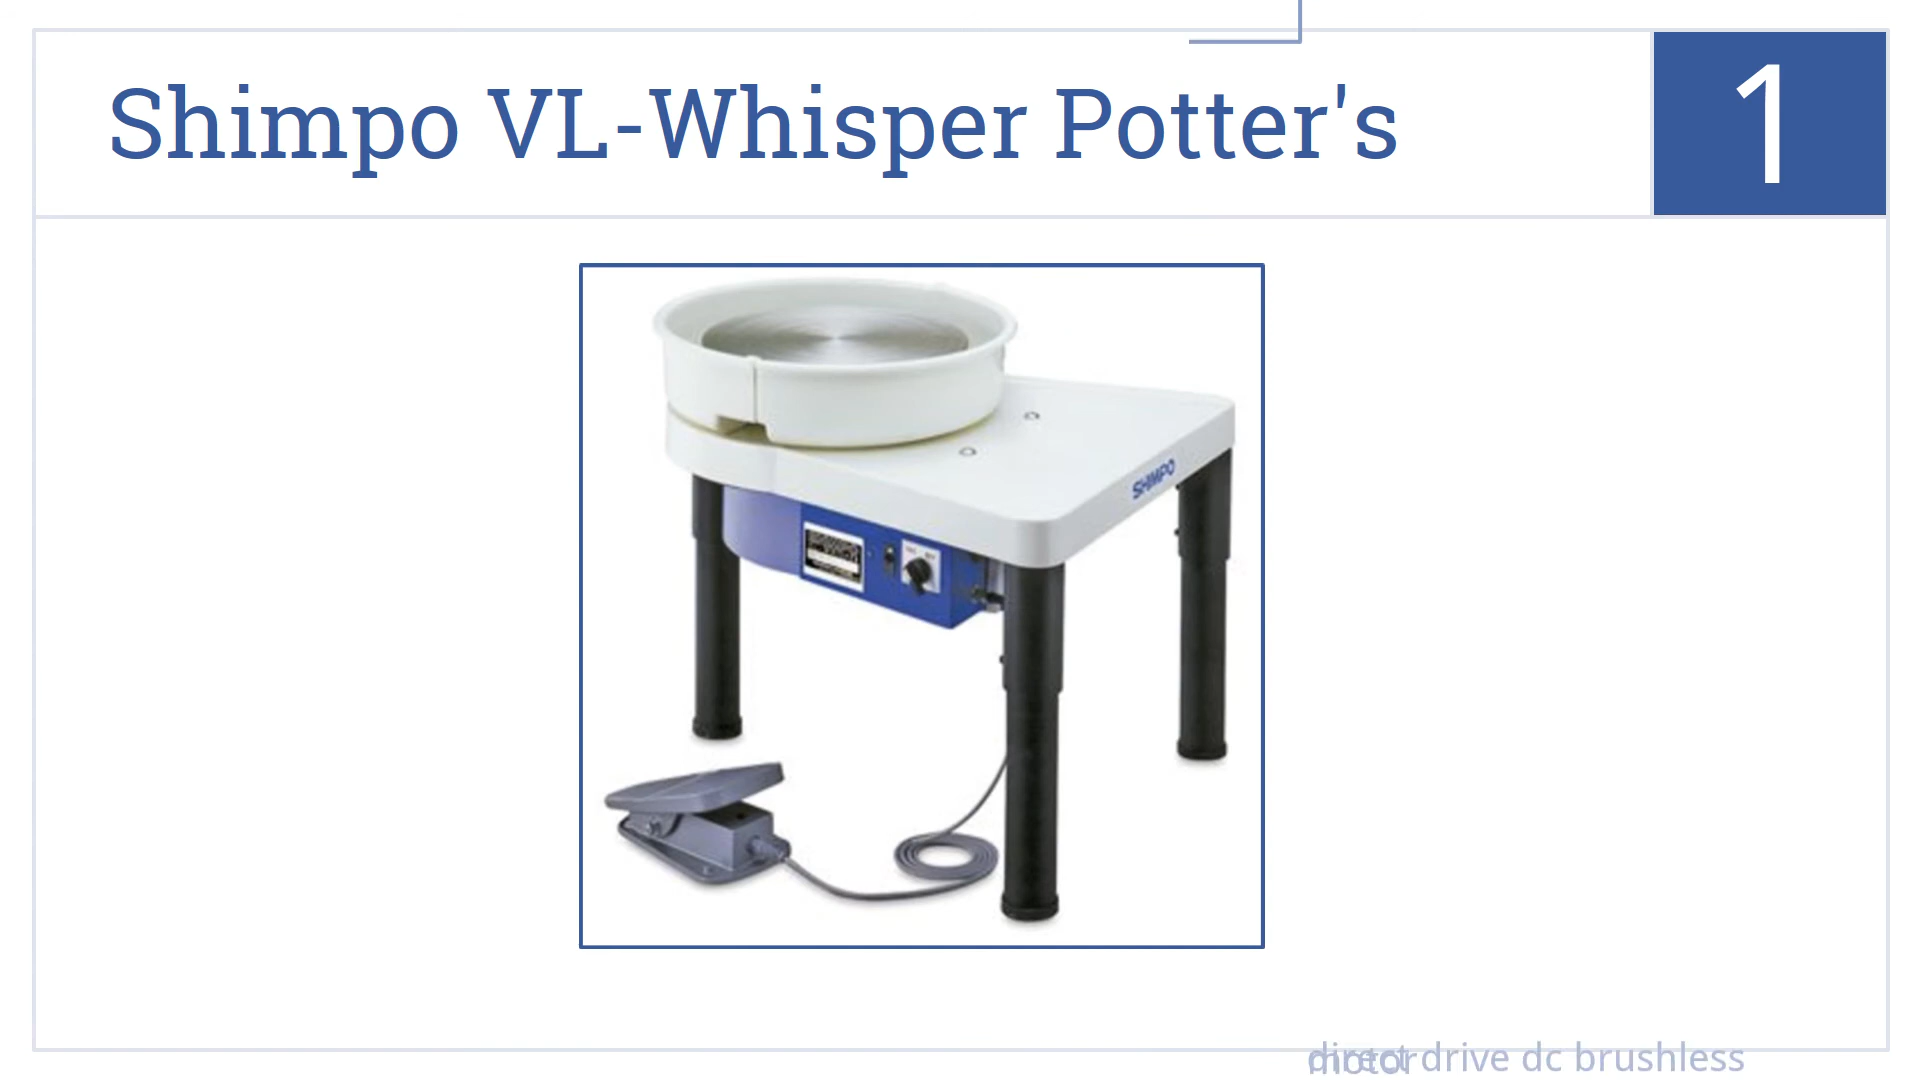 Shimpo VL-Whisper Potter's
1
SHIMPO
direct drive dc brushless
motor